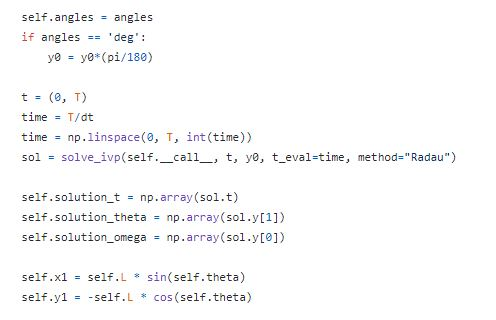 self.angles = angles
if angles == 'deg':
y0 = y0*(pi/180)
t = (0, T)
time = T/dt
time = np.linspace(0, T, int(time))
sol = solve_ivp(self.__call__, t, y0, t_eval=time, method="Radau")
self.solution_t = np.array(sol.t)
self.solution_theta = np.array(sol.y[1])
self.solution_omega = np.array(sol.y[0])
self.x1 = self.L * sin(self.theta)
self.y1 = -self.L * cos(self.theta)